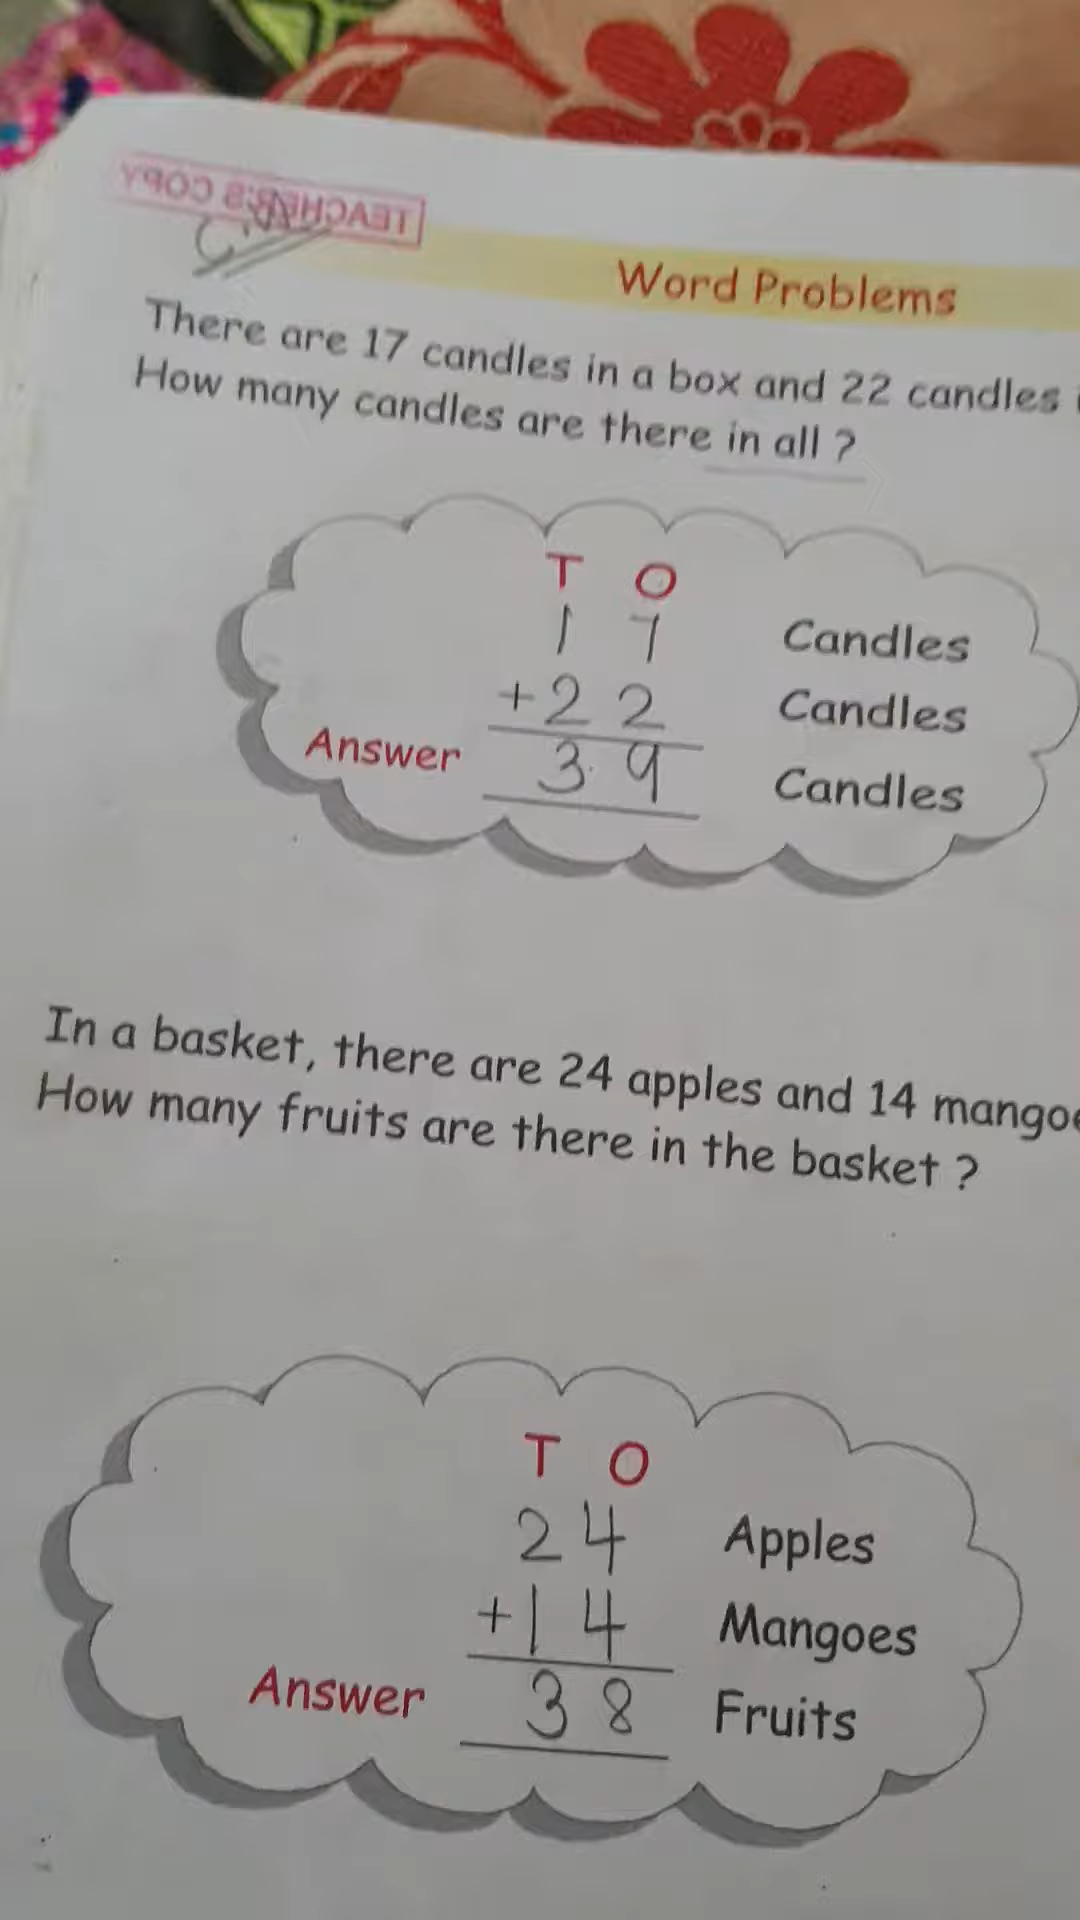 TEACHER'S COPY
Word Problems
There are 17 candles in a box and 22 candles
How many candles are there in all ?
T O
1 7 Candles
+2 2 Candles
Answer 3 9 Candles
In a basket, there are 24 apples and 14 mangoe
How many fruits are there in the basket ?
T O
2 4 Apples
+1 4 Mangoes
Answer 3 8 Fruits